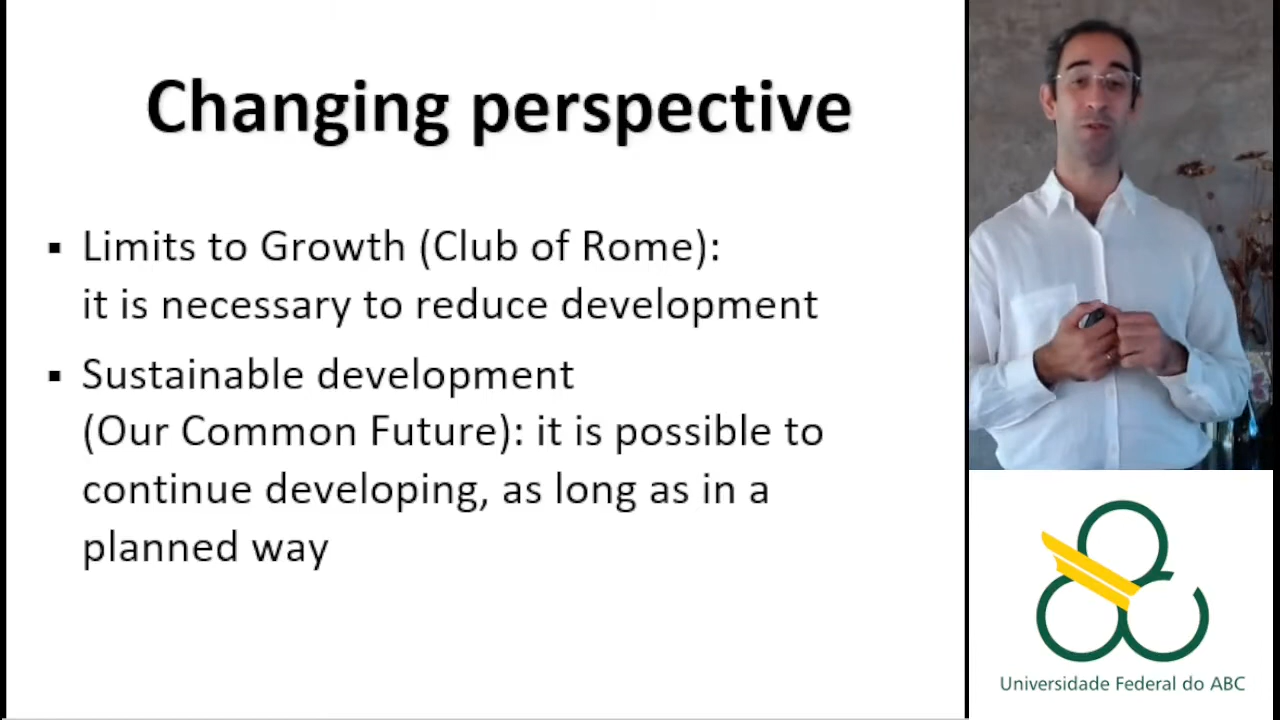 Changing perspective
▪ Limits to Growth (Club of Rome):
it is necessary to reduce development
▪ Sustainable development
(Our Common Future): it is possible to
continue developing, as long as in a
planned way
Universidade Federal do ABC